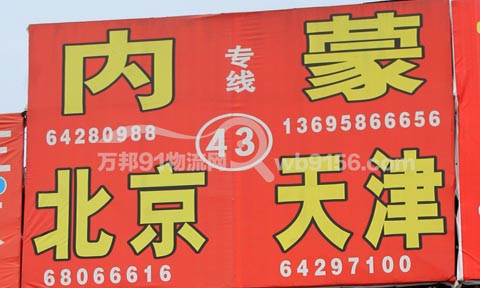 内 专线 蒙
64280988 43 13695866656
万邦91物流网 wb9156.com
北京 天津
68066616 64297100